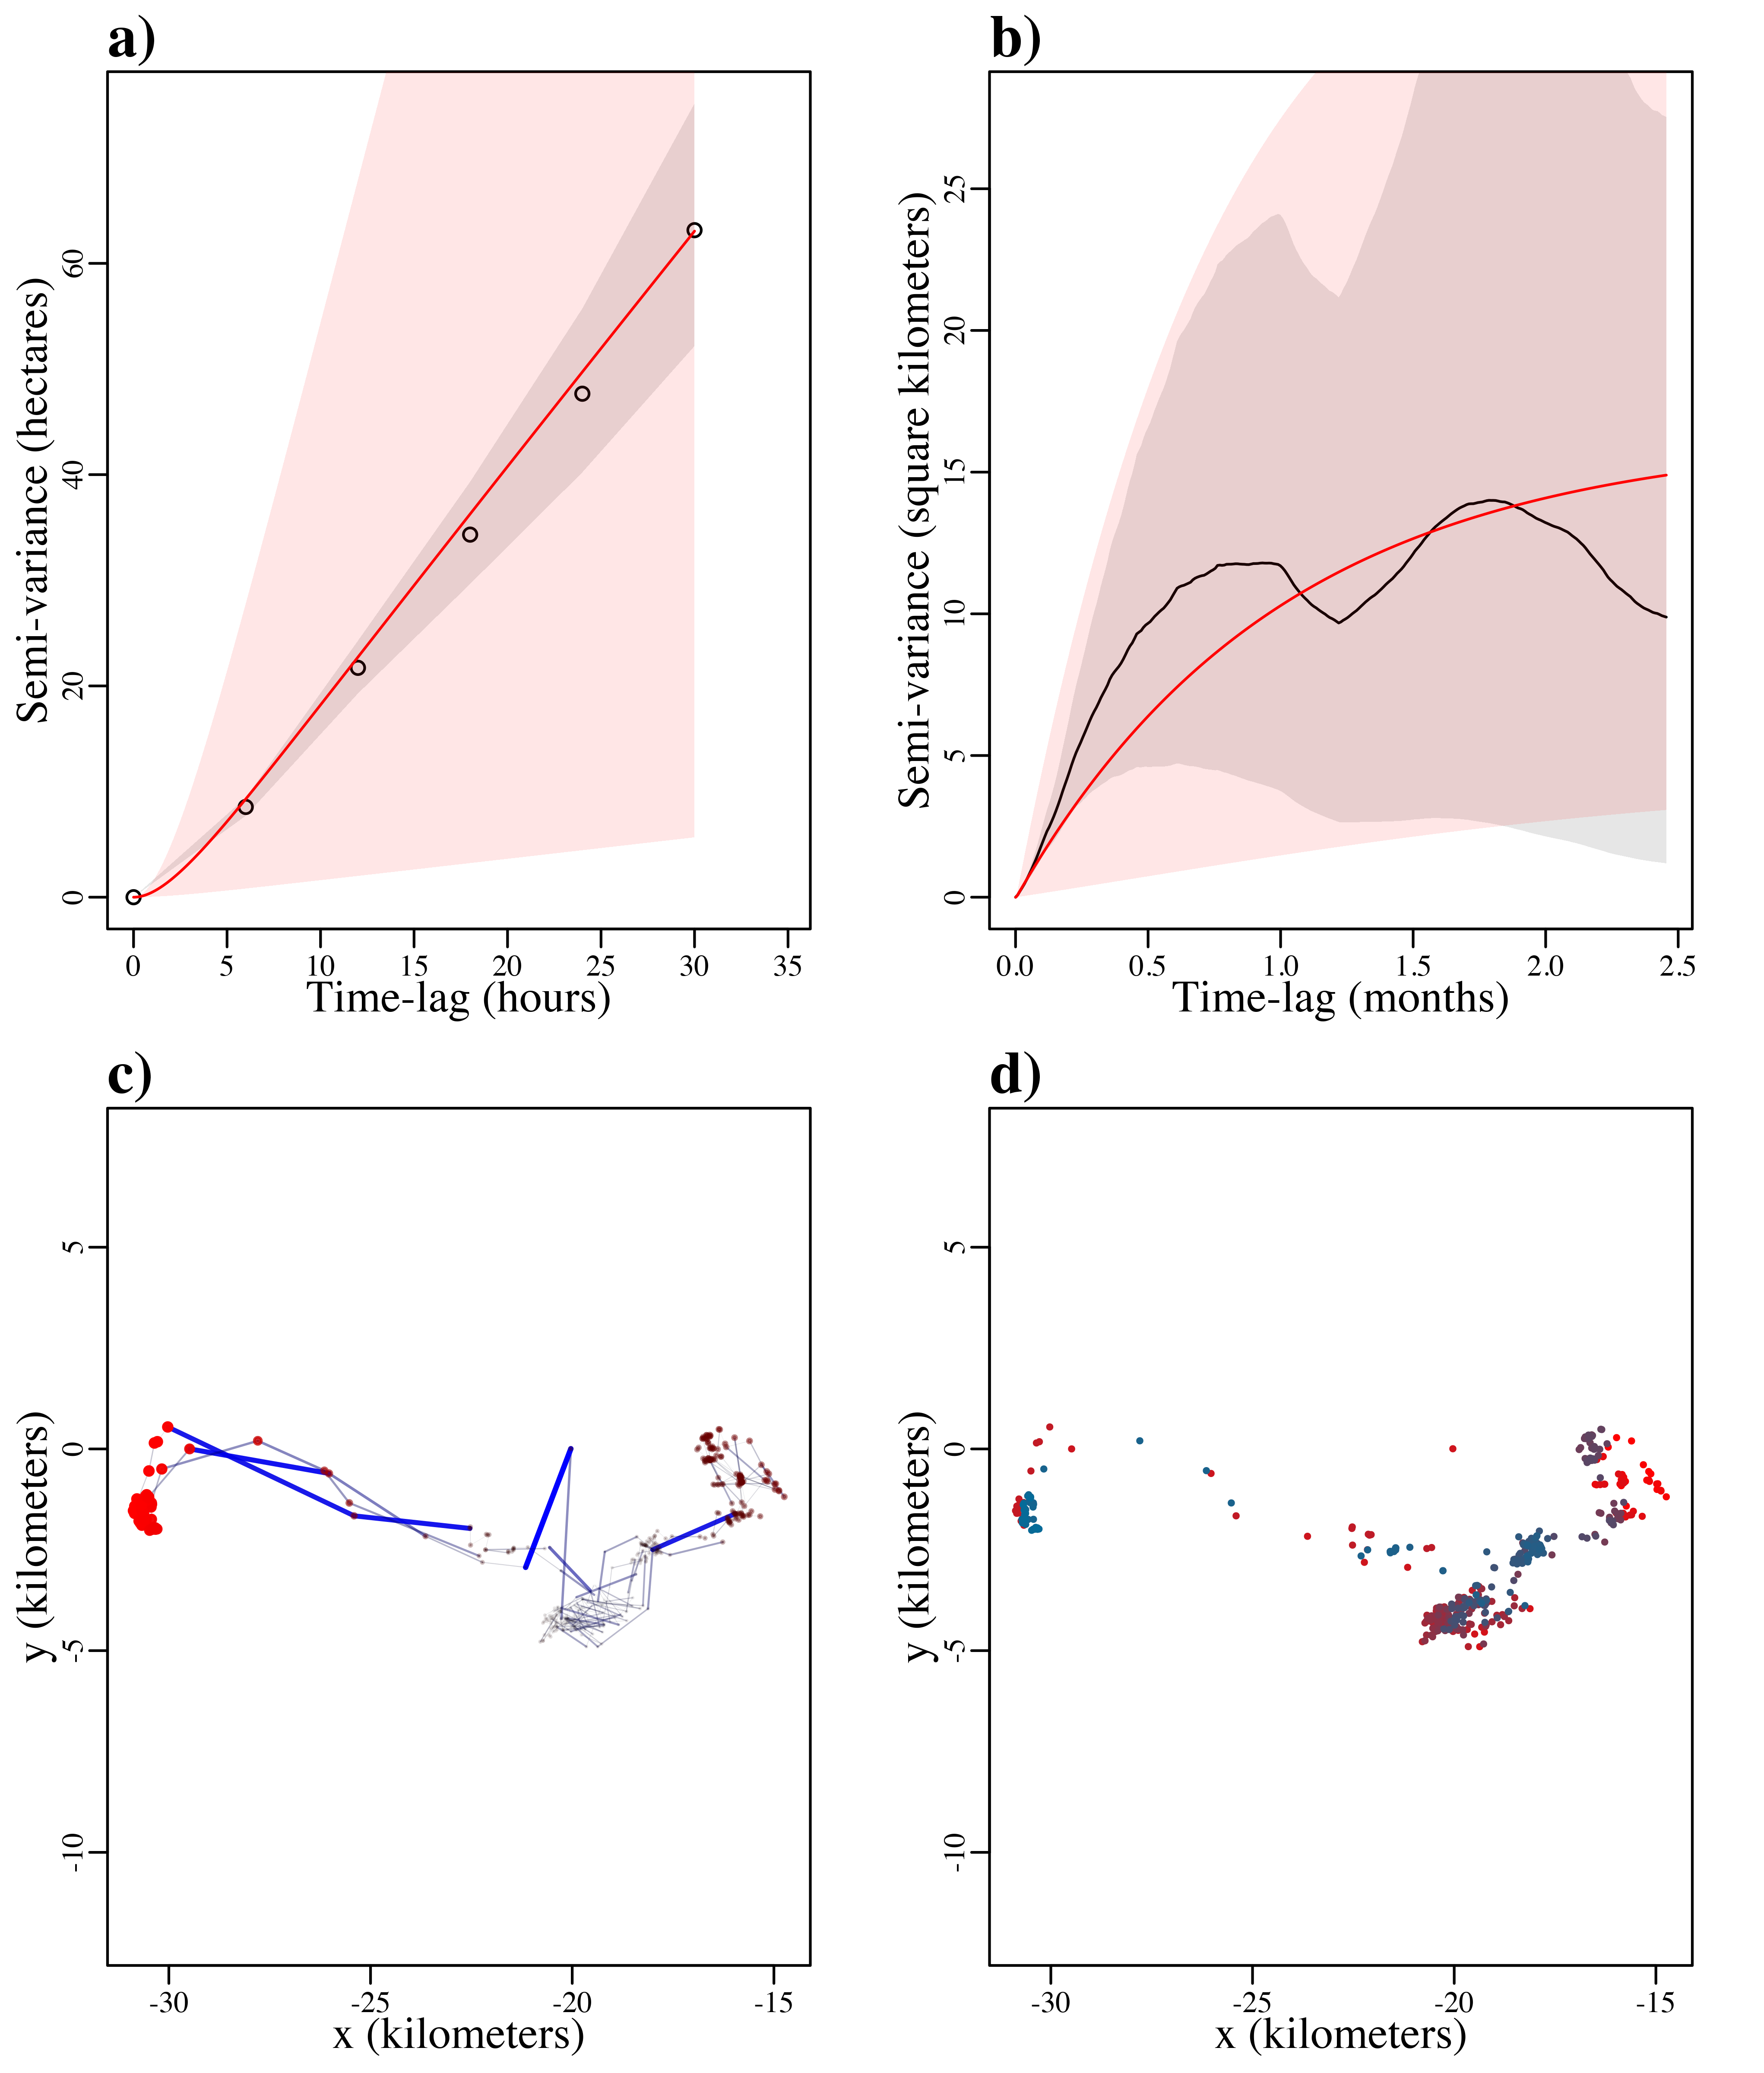 a)
Semi-variance (hectares)
0 20 40 60
0 5 10 15 20 25 30 35
Time-lag (hours)
b)
Semi-variance (square kilometers)
0 5 10 15 20 25
0.0 0.5 1.0 1.5 2.0 2.5
Time-lag (months)
c)
y (kilometers)
-10 -5 0 5
-30 -25 -20 -15
x (kilometers)
d)
y (kilometers)
-10 -5 0 5
-30 -25 -20 -15
x (kilometers)